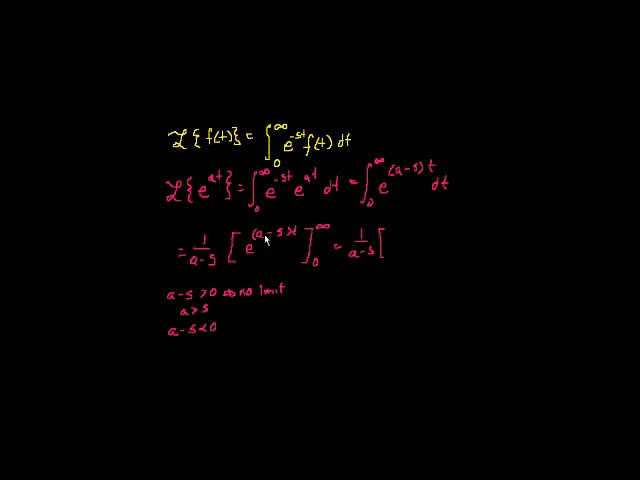 ℒ{f(t)} = ∫₀^∞ e^(-st) f(t) dt
ℒ{e^(at)} = ∫₀^∞ e^(-st) e^(at) dt = ∫₀^∞ e^((a-s)t) dt
= 1/(a-s) [ e^((a-s)t) ]₀^∞ = 1/(a-s) [
a-s > 0 ⇒ no limit
a > s
a-s < 0